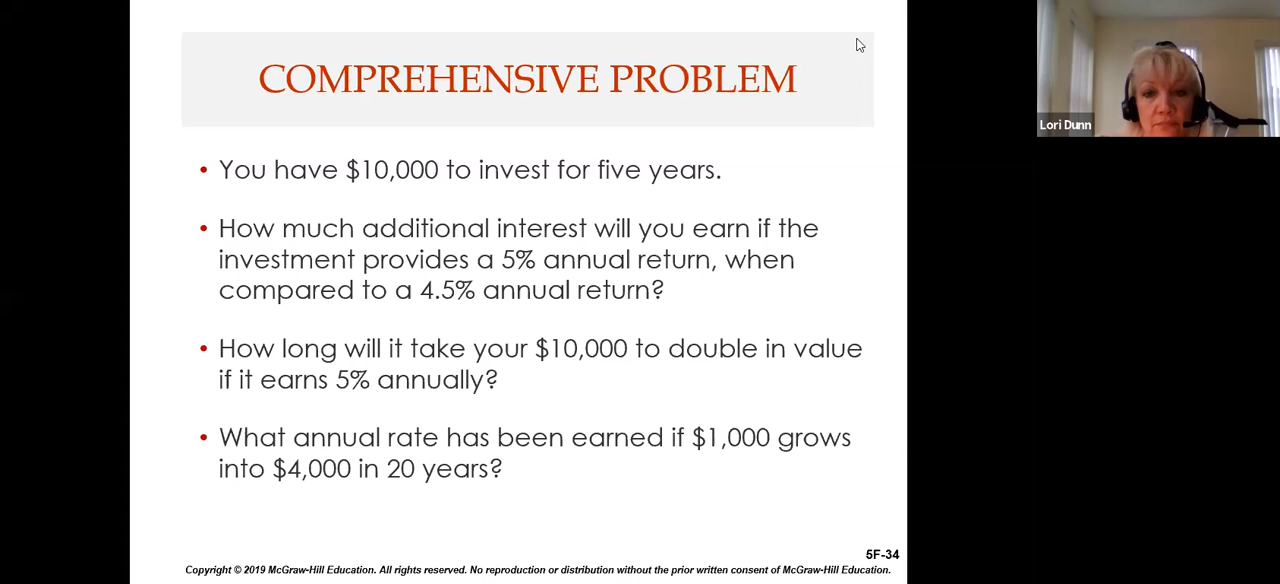 COMPREHENSIVE PROBLEM
Lori Dunn
• You have $10,000 to invest for five years.
• How much additional interest will you earn if the
investment provides a 5% annual return, when
compared to a 4.5% annual return?
• How long will it take your $10,000 to double in value
if it earns 5% annually?
• What annual rate has been earned if $1,000 grows
into $4,000 in 20 years?
5F-34
Copyright © 2019 McGraw-Hill Education. All rights reserved. No reproduction or distribution without the prior written consent of McGraw-Hill Education.